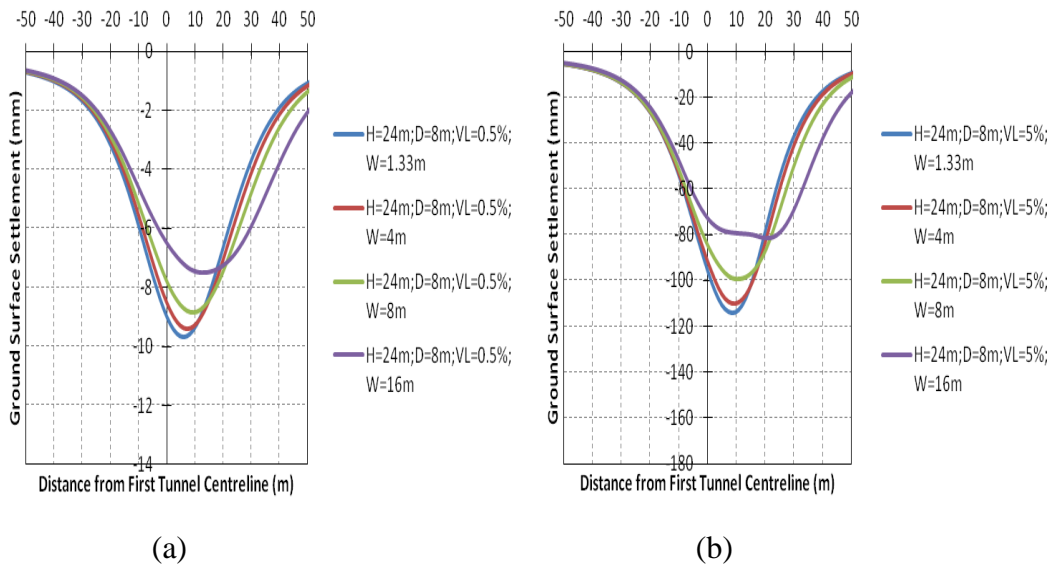 -50 -40 -30 -20 -10 0 10 20 30 40 50
-0
-2
-4
-6
-8
-10
-12
-14
Ground Surface Settlement (mm)
Distance from First Tunnel Centreline (m)
H=24m;D=8m;VL=0.5%;
W=1.33m
H=24m;D=8m;VL=0.5%;
W=4m
H=24m;D=8m;VL=0.5%;
W=8m
H=24m;D=8m;VL=0.5%;
W=16m
(a)
-50 -40 -30 -20 -10 0 10 20 30 40 50
0
-20
-40
-60
-80
-100
-120
-140
-160
-180
Ground Surface Settlement (mm)
Distance from First Tunnel Centreline (m)
H=24m;D=8m;VL=5%;
W=1.33m
H=24m;D=8m;VL=5%;
W=4m
H=24m;D=8m;VL=5%;
W=8m
H=24m;D=8m;VL=5%;
W=16m
(b)